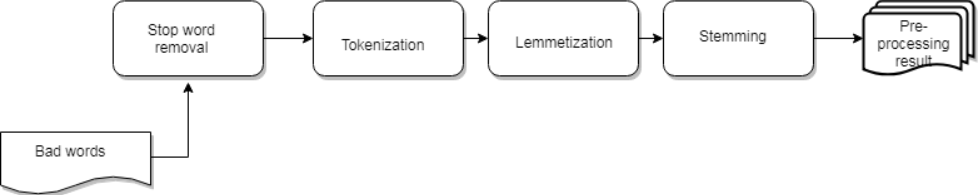 Stop word
removal
Tokenization
Lemmetization
Stemming
Pre-
processing
result
Bad words